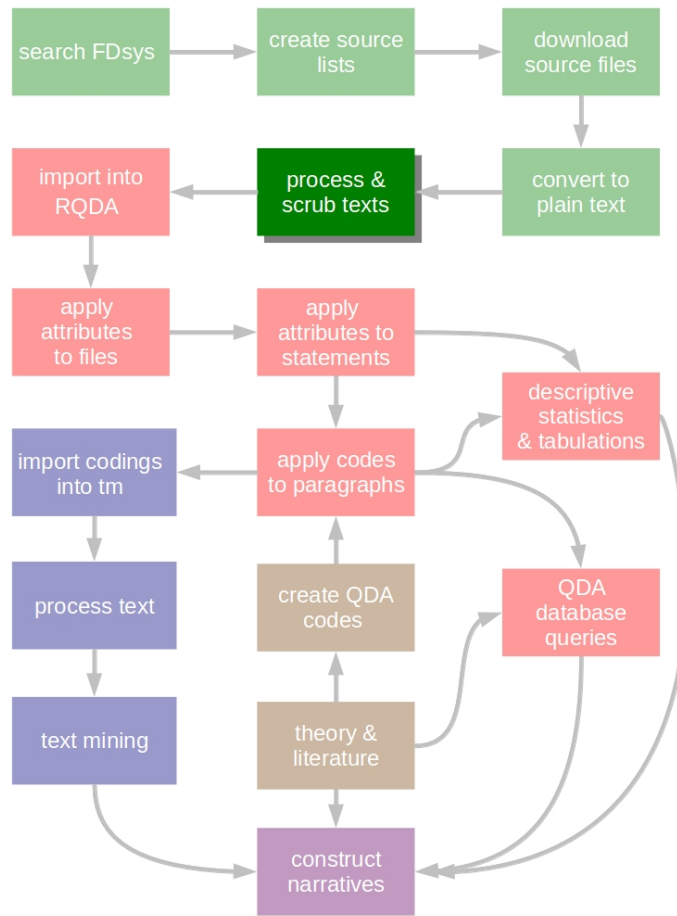 search FDsys
create source
lists
download
source files
import into
RQDA
process &
scrub texts
convert to
plain text
apply
attributes
to files
apply
attributes to
statements
descriptive
statistics
& tabulations
import codings
into tm
apply codes
to paragraphs
process text
create QDA
codes
QDA
database
queries
text mining
theory &
literature
construct
narratives